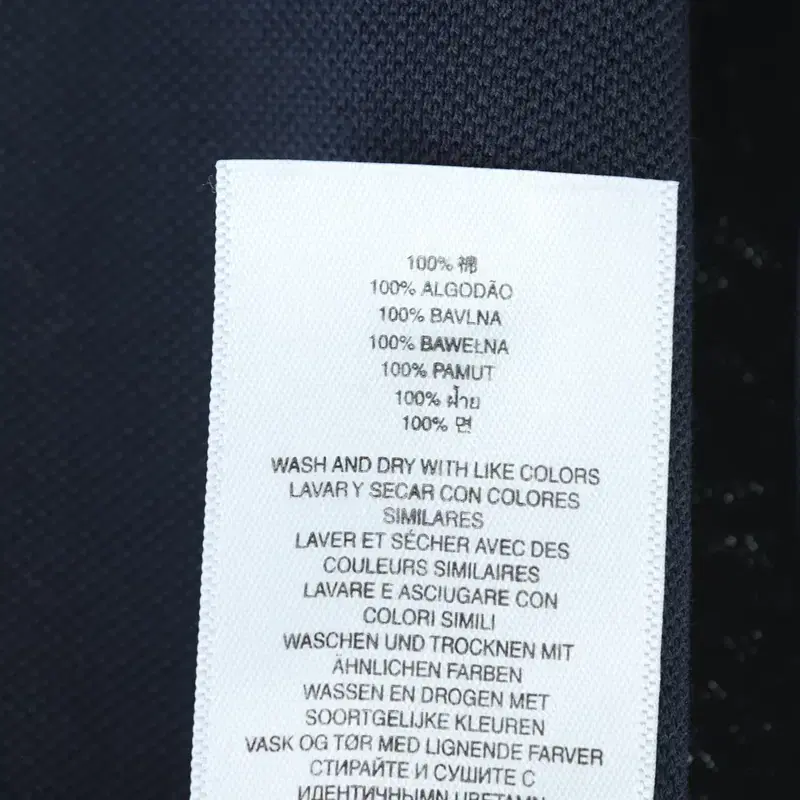 100% 棉
100% ALGODÃO
100% BAVLNA
100% BAWEŁNA
100% PAMUT
100% ฝ้าย
100% 면
WASH AND DRY WITH LIKE COLORS
LAVAR Y SECAR CON COLORES
SIMILARES
LAVER ET SÉCHER AVEC DES
COULEURS SIMILAIRES
LAVARE E ASCIUGARE CON
COLORI SIMILI
WASCHEN UND TROCKNEN MIT
ÄHNLICHEN FARBEN
WASSEN EN DROGEN MET
SOORTGELIJKE KLEUREN
VASK OG TØR MED LIGNENDE FARVER
СТИРАЙТЕ И СУШИТЕ С